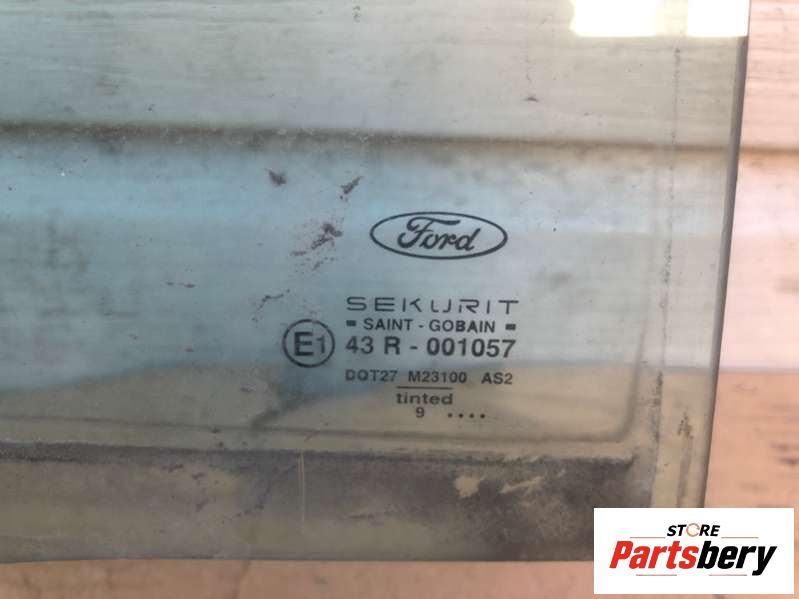 Ford
SEKURIT
SAINT - GOBAIN
E1 43 R - 001057
DOT27 M23100 AS2
tinted
9 ....
STORE
Partsbery